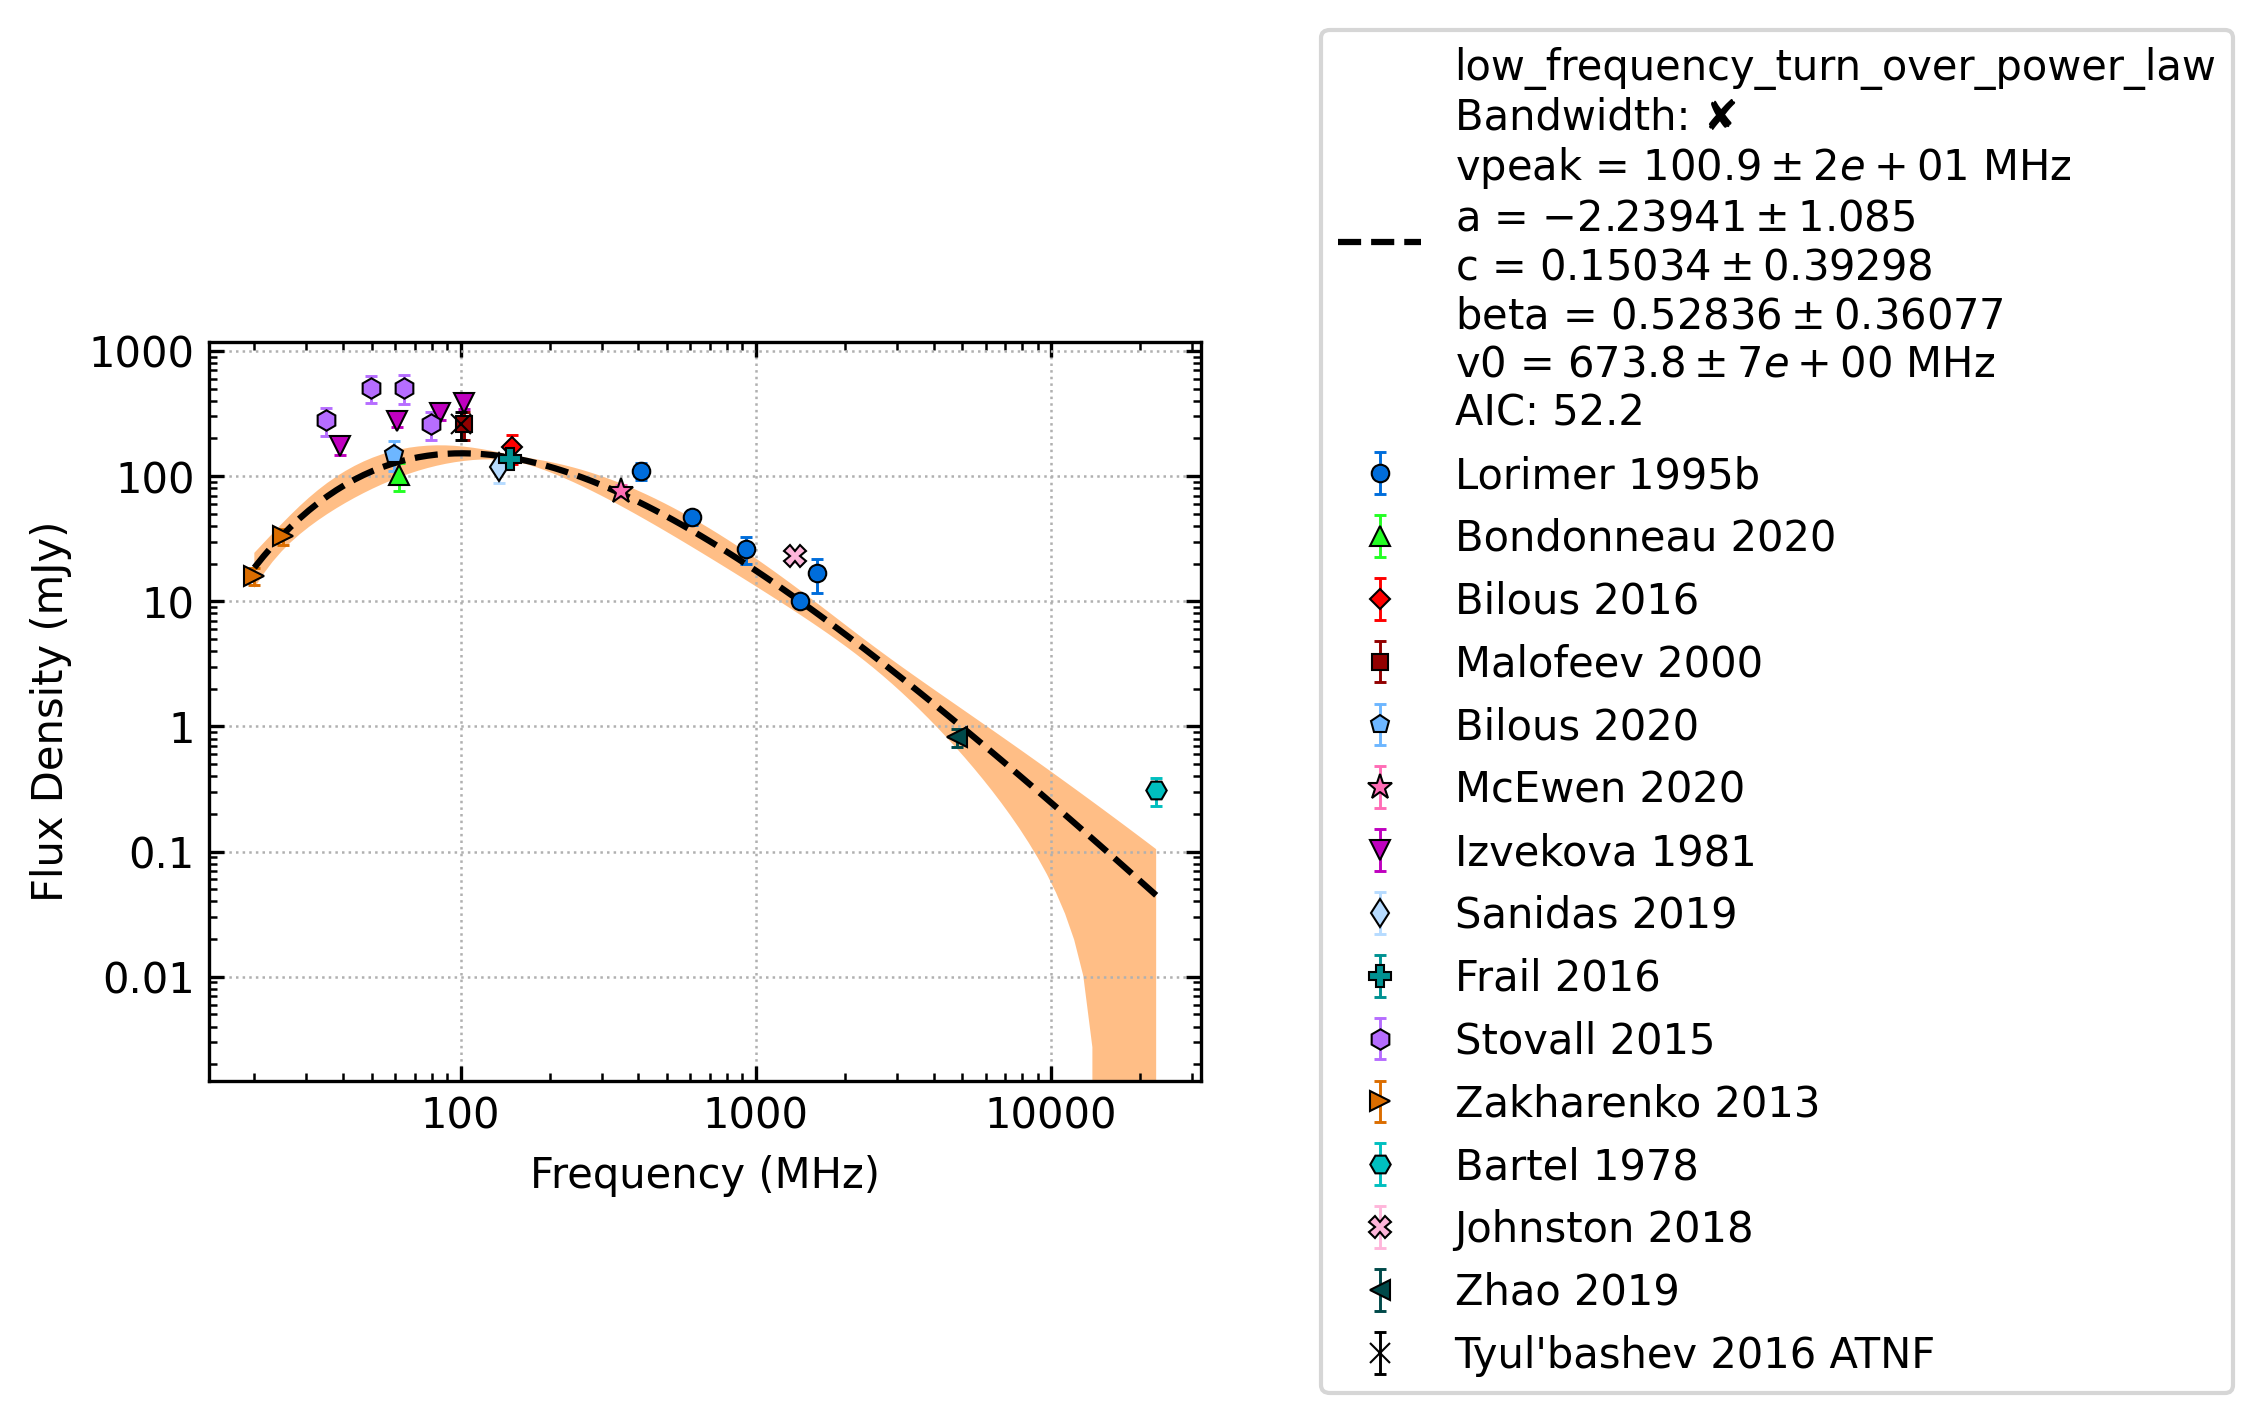 low_frequency_turn_over_power_law
Bandwidth: ✘
vpeak = 100.9 ± 2e + 01 MHz
a = −2.23941 ± 1.085
c = 0.15034 ± 0.39298
beta = 0.52836 ± 0.36077
v0 = 673.8 ± 7e + 00 MHz
AIC: 52.2
Lorimer 1995b
Bondonneau 2020
Bilous 2016
Malofeev 2000
Bilous 2020
McEwen 2020
Izvekova 1981
Sanidas 2019
Frail 2016
Stovall 2015
Zakharenko 2013
Bartel 1978
Johnston 2018
Zhao 2019
Tyul'bashev 2016 ATNF
Flux Density (mJy)
1000
100
10
1
0.1
0.01
100
1000
10000
Frequency (MHz)